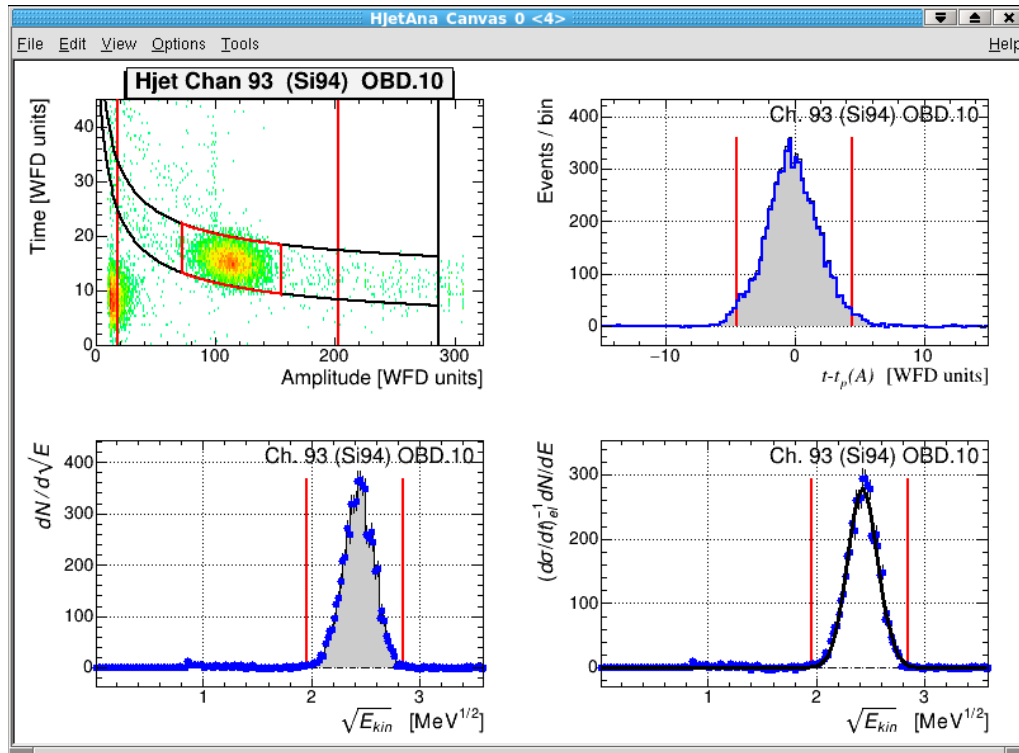 HJetAna Canvas 0 <4>
File Edit View Options Tools Help
Hjet Chan 93 (Si94) OBD.10
Time [WFD units]
40
30
20
10
0
0 100 200 300
Amplitude [WFD units]
Ch. 93 (Si94) OBD.10
Events / bin
400
300
200
100
0
−10 0 10
t-tp(A) [WFD units]
Ch. 93 (Si94) OBD.10
dN/d√E
400
300
200
100
0
1 2 3
√Ekin [MeV1/2]
Ch. 93 (Si94) OBD.10
(dσ/dt)−1el dN/dE
300
200
100
0
1 2 3
√Ekin [MeV1/2]